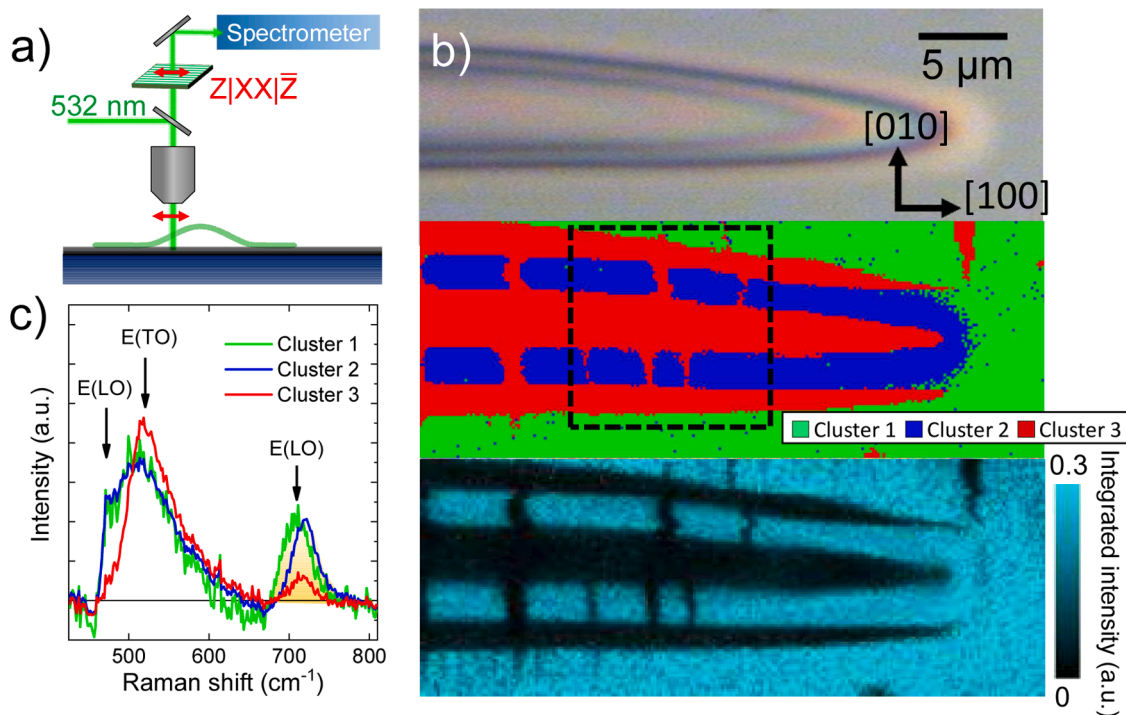 a)
Spectrometer
Z|XX|Z̅
532 nm
b)
5 µm
[010]
[100]
Cluster 1
Cluster 2
Cluster 3
0.3
Integrated intensity (a.u.)
0
c)
E(TO)
E(LO)
E(LO)
Cluster 1
Cluster 2
Cluster 3
Intensity (a.u.)
500 600 700 800
Raman shift (cm⁻¹)